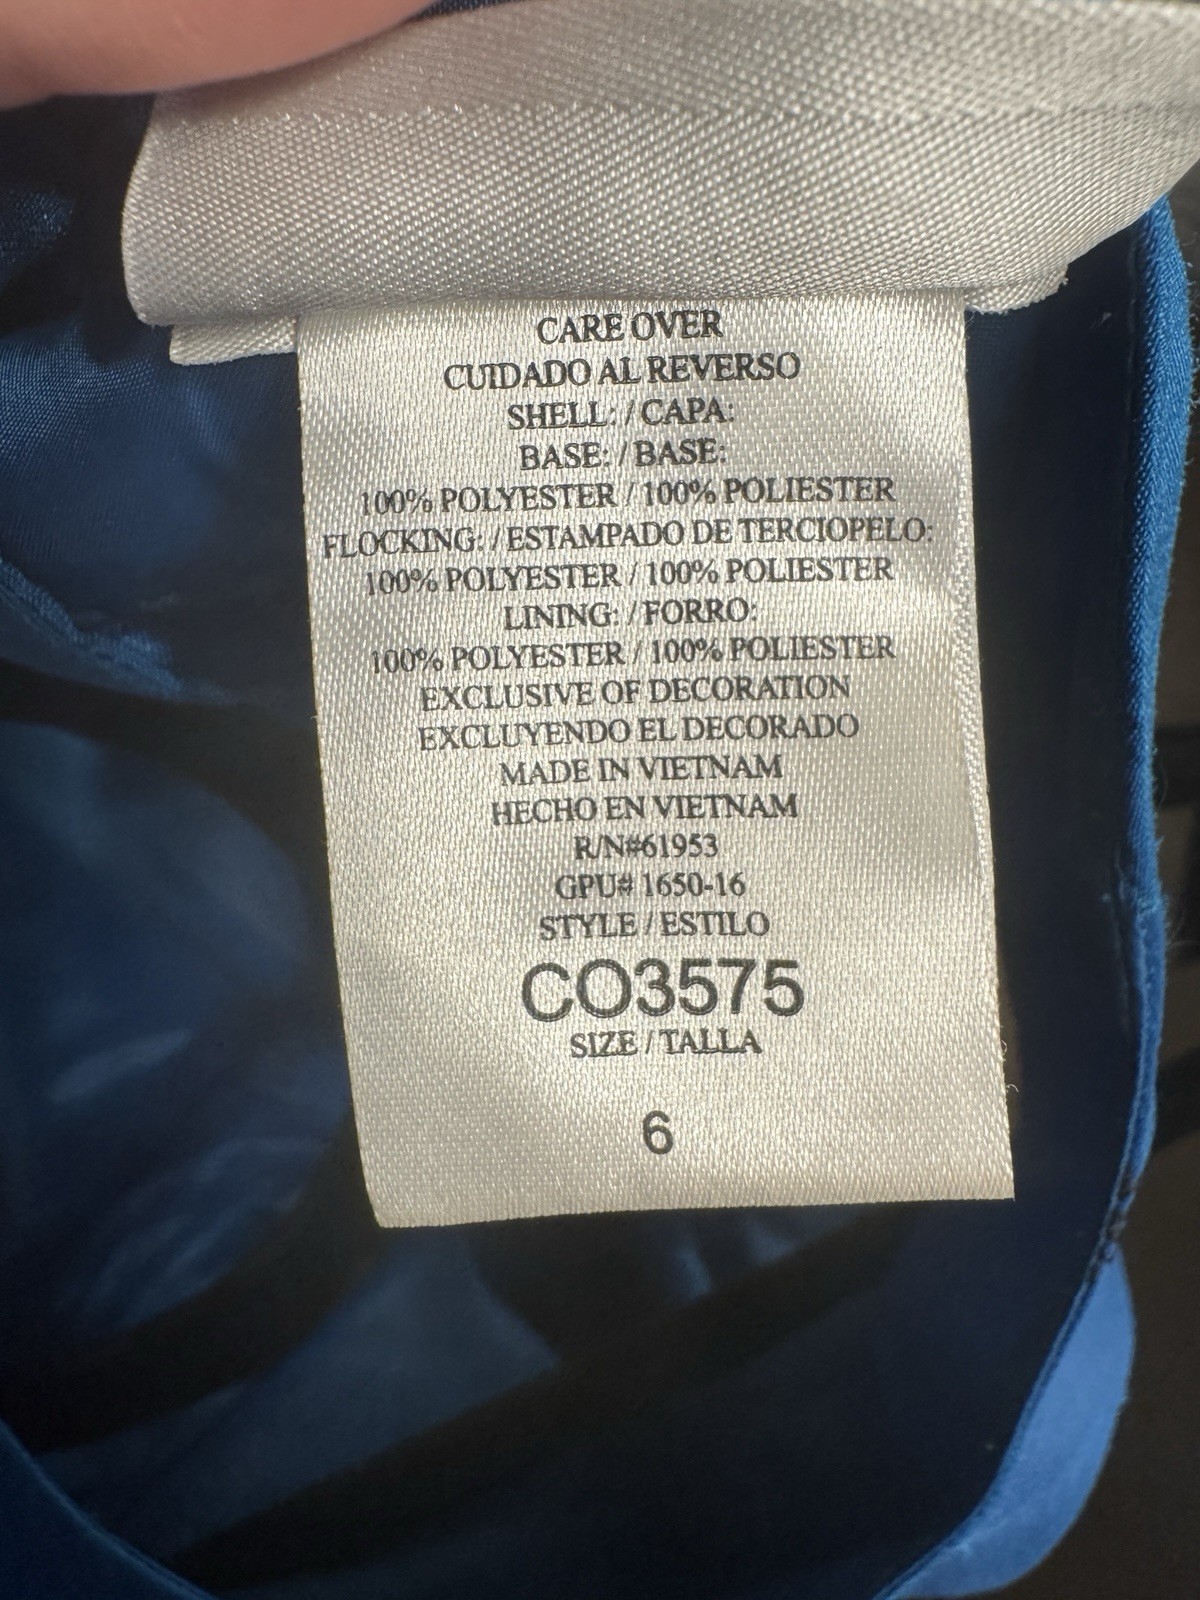 CARE OVER
CUIDADO AL REVERSO
SHELL: / CAPA:
BASE: / BASE:
100% POLYESTER / 100% POLIESTER
FLOCKING: / ESTAMPADO DE TERCIOPELO:
100% POLYESTER / 100% POLIESTER
LINING: / FORRO:
100% POLYESTER / 100% POLIESTER
EXCLUSIVE OF DECORATION
EXCLUYENDO EL DECORADO
MADE IN VIETNAM
HECHO EN VIETNAM
R/N#61953
GPU# 1650-16
STYLE / ESTILO
CO3575
SIZE / TALLA
6